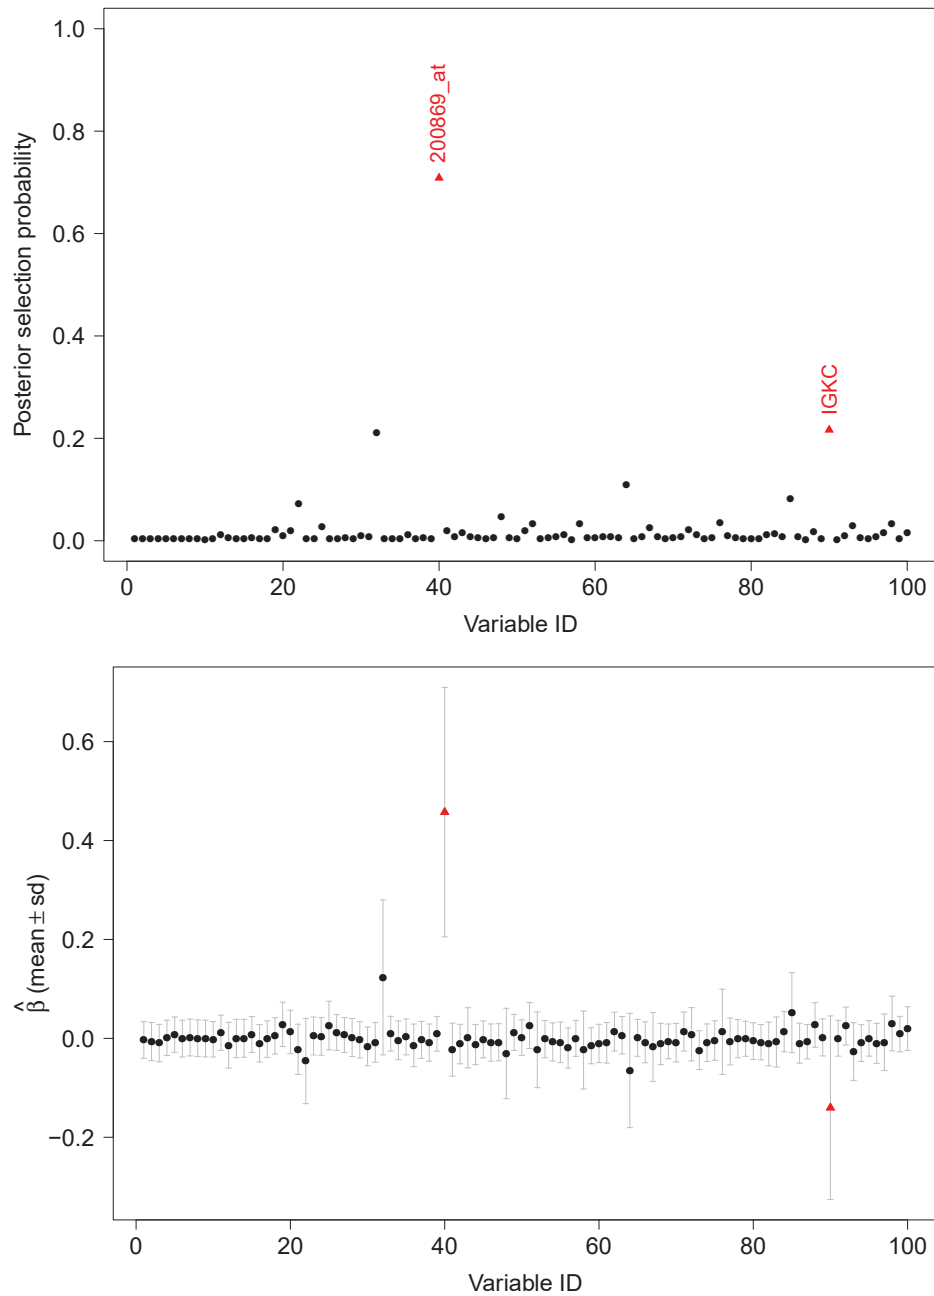 1.0
0.8
0.6
0.4
0.2
0.0
Posterior selection probability
200869_at
IGKC
0 20 40 60 80 100
Variable ID
0.6
0.4
0.2
0.0
−0.2
β̂ (mean ± sd)
0 20 40 60 80 100
Variable ID